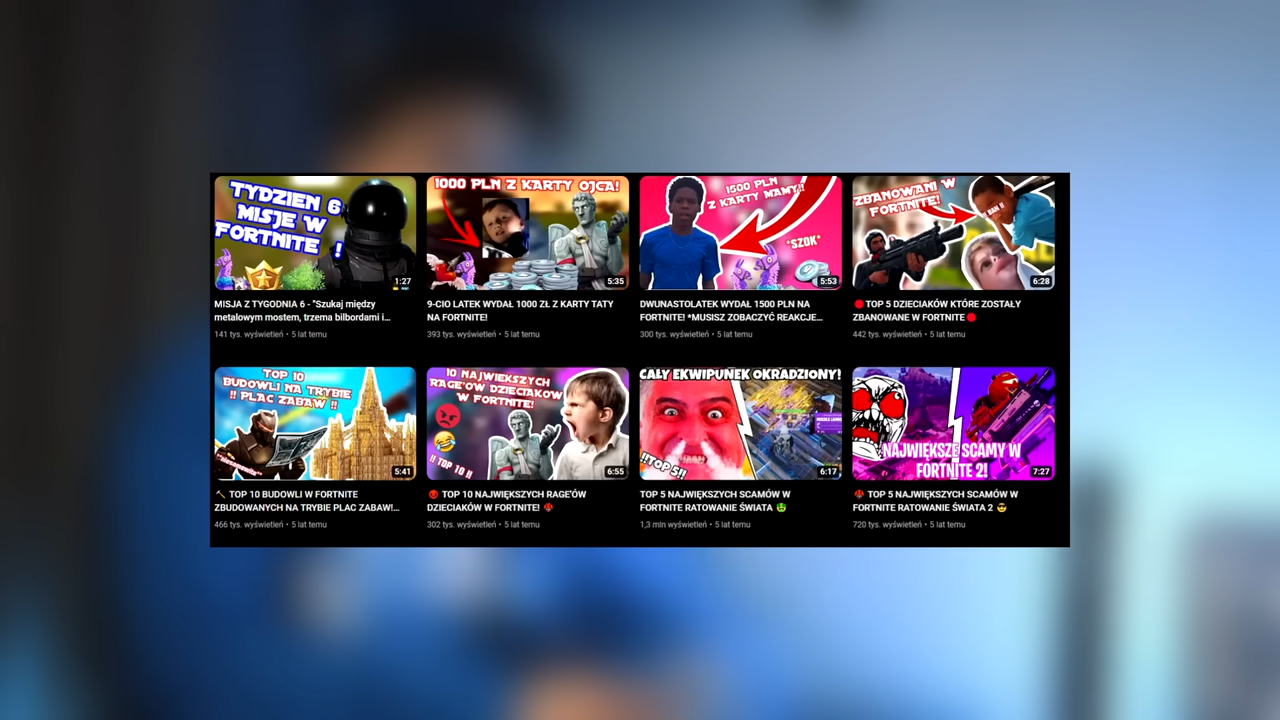 TYDZIEN 6
MISJE W
FORTNITE !
1:27
MISJA Z TYGODNIA 6 - "Szukaj między
metalowym mostem, trzema bilbordami i...
141 tys. wyświetleń • 5 lat temu
1000 PLN Z KARTY OJCA!
5:35
9-CIO LATEK WYDAŁ 1000 ZŁ Z KARTY TATY
NA FORTNITE!
393 tys. wyświetleń • 5 lat temu
1500 PLN
Z KARTY MAMY!!
*SZOK*
5:53
DWUNASTOLATEK WYDAŁ 1500 PLN NA
FORTNITE! *MUSISZ ZOBACZYĆ REAKCJE...
300 tys. wyświetleń • 5 lat temu
ZBANOWANI W
FORTNITE!
!! BAN !!
6:28
TOP 5 DZIECIAKÓW KTÓRE ZOSTAŁY
ZBANOWANE W FORTNITE
442 tys. wyświetleń • 5 lat temu
TOP 10
BUDOWLI NA TRYBIE
!! PLAC ZABAW !!
5:41
TOP 10 BUDOWLI W FORTNITE
ZBUDOWANYCH NA TRYBIE PLAC ZABAW!...
466 tys. wyświetleń • 5 lat temu
10 NAJWIĘKSZYCH
RAGE'ÓW DZIECIAKÓW
W FORTNITE!
!! TOP 10 !!
6:55
TOP 10 NAJWIĘKSZYCH RAGE'ÓW
DZIECIAKÓW W FORTNITE!
302 tys. wyświetleń • 5 lat temu
CAŁY EKWIPUNEK OKRADZIONY!
!!TOP 5!!
6:17
TOP 5 NAJWIĘKSZYCH SCAMÓW W
FORTNITE RATOWANIE ŚWIATA
1,3 mln wyświetleń • 5 lat temu
NAJWIĘKSZE SCAMY W
FORTNITE 2!
7:27
TOP 5 NAJWIĘKSZYCH SCAMÓW W
FORTNITE RATOWANIE ŚWIATA 2
720 tys. wyświetleń • 5 lat temu